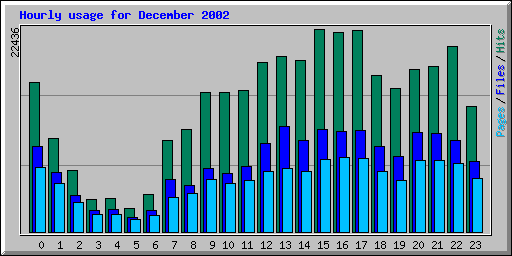 Hourly usage for December 2002
22436
Pages / Files / Hits
0 1 2 3 4 5 6 7 8 9 10 11 12 13 14 15 16 17 18 19 20 21 22 23